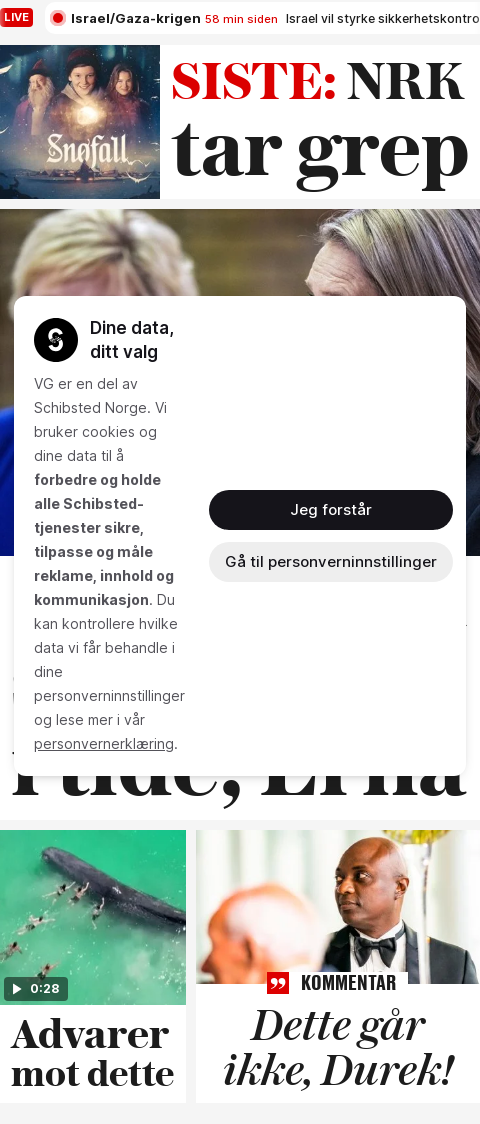 LIVE
Israel/Gaza-krigen 58 min siden Israel vil styrke sikkerhetskontro
SISTE: NRK
tar grep
Snøfall
Dine data,
ditt valg
VG er en del av
Schibsted Norge. Vi
bruker cookies og
dine data til å
forbedre og holde
alle Schibsted-
tjenester sikre,
tilpasse og måle
reklame, innhold og
kommunikasjon. Du
kan kontrollere hvilke
data vi får behandle i
dine
personverninnstillinger
og lese mer i vår
personvernerklæring.
Jeg forstår
Gå til personverninnstillinger
0:28
Advarer
mot dette
KOMMENTAR
Dette går
ikke, Durek!